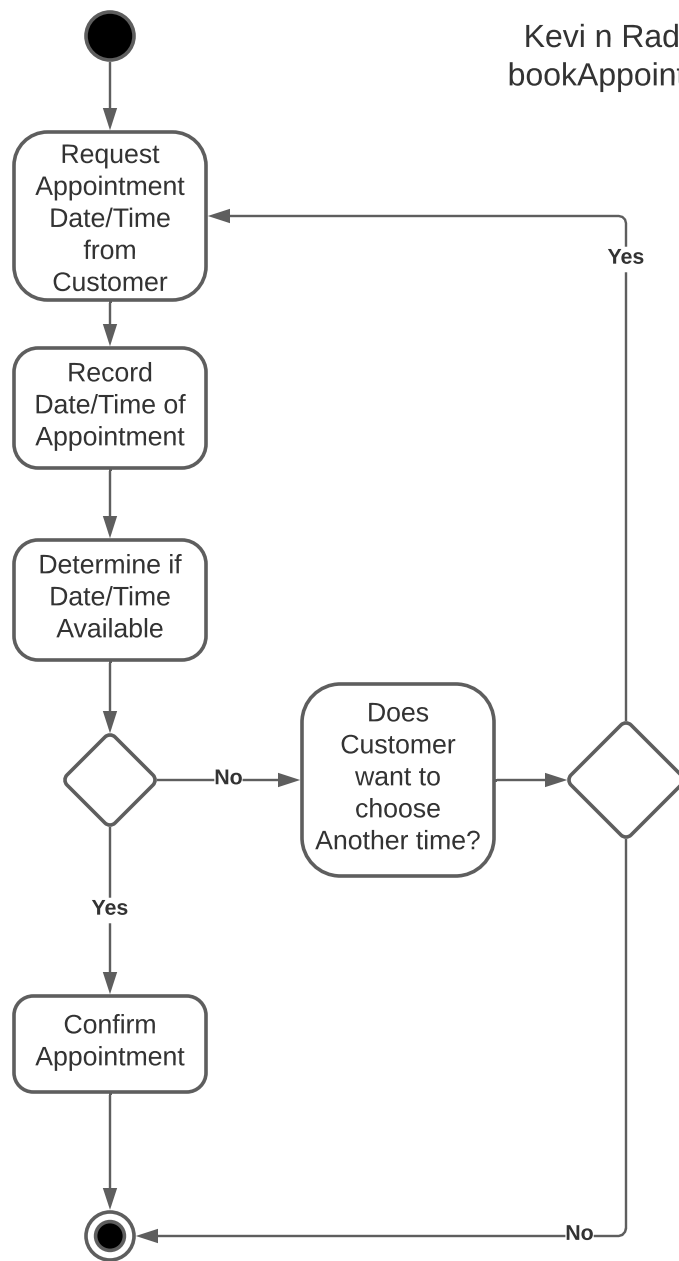 Kevi n Rad
bookAppoint
Request
Appointment
Date/Time
from
Customer
Yes
Record
Date/Time of
Appointment
Determine if
Date/Time
Available
Does
Customer
want to
choose
Another time?
No
Yes
Confirm
Appointment
No